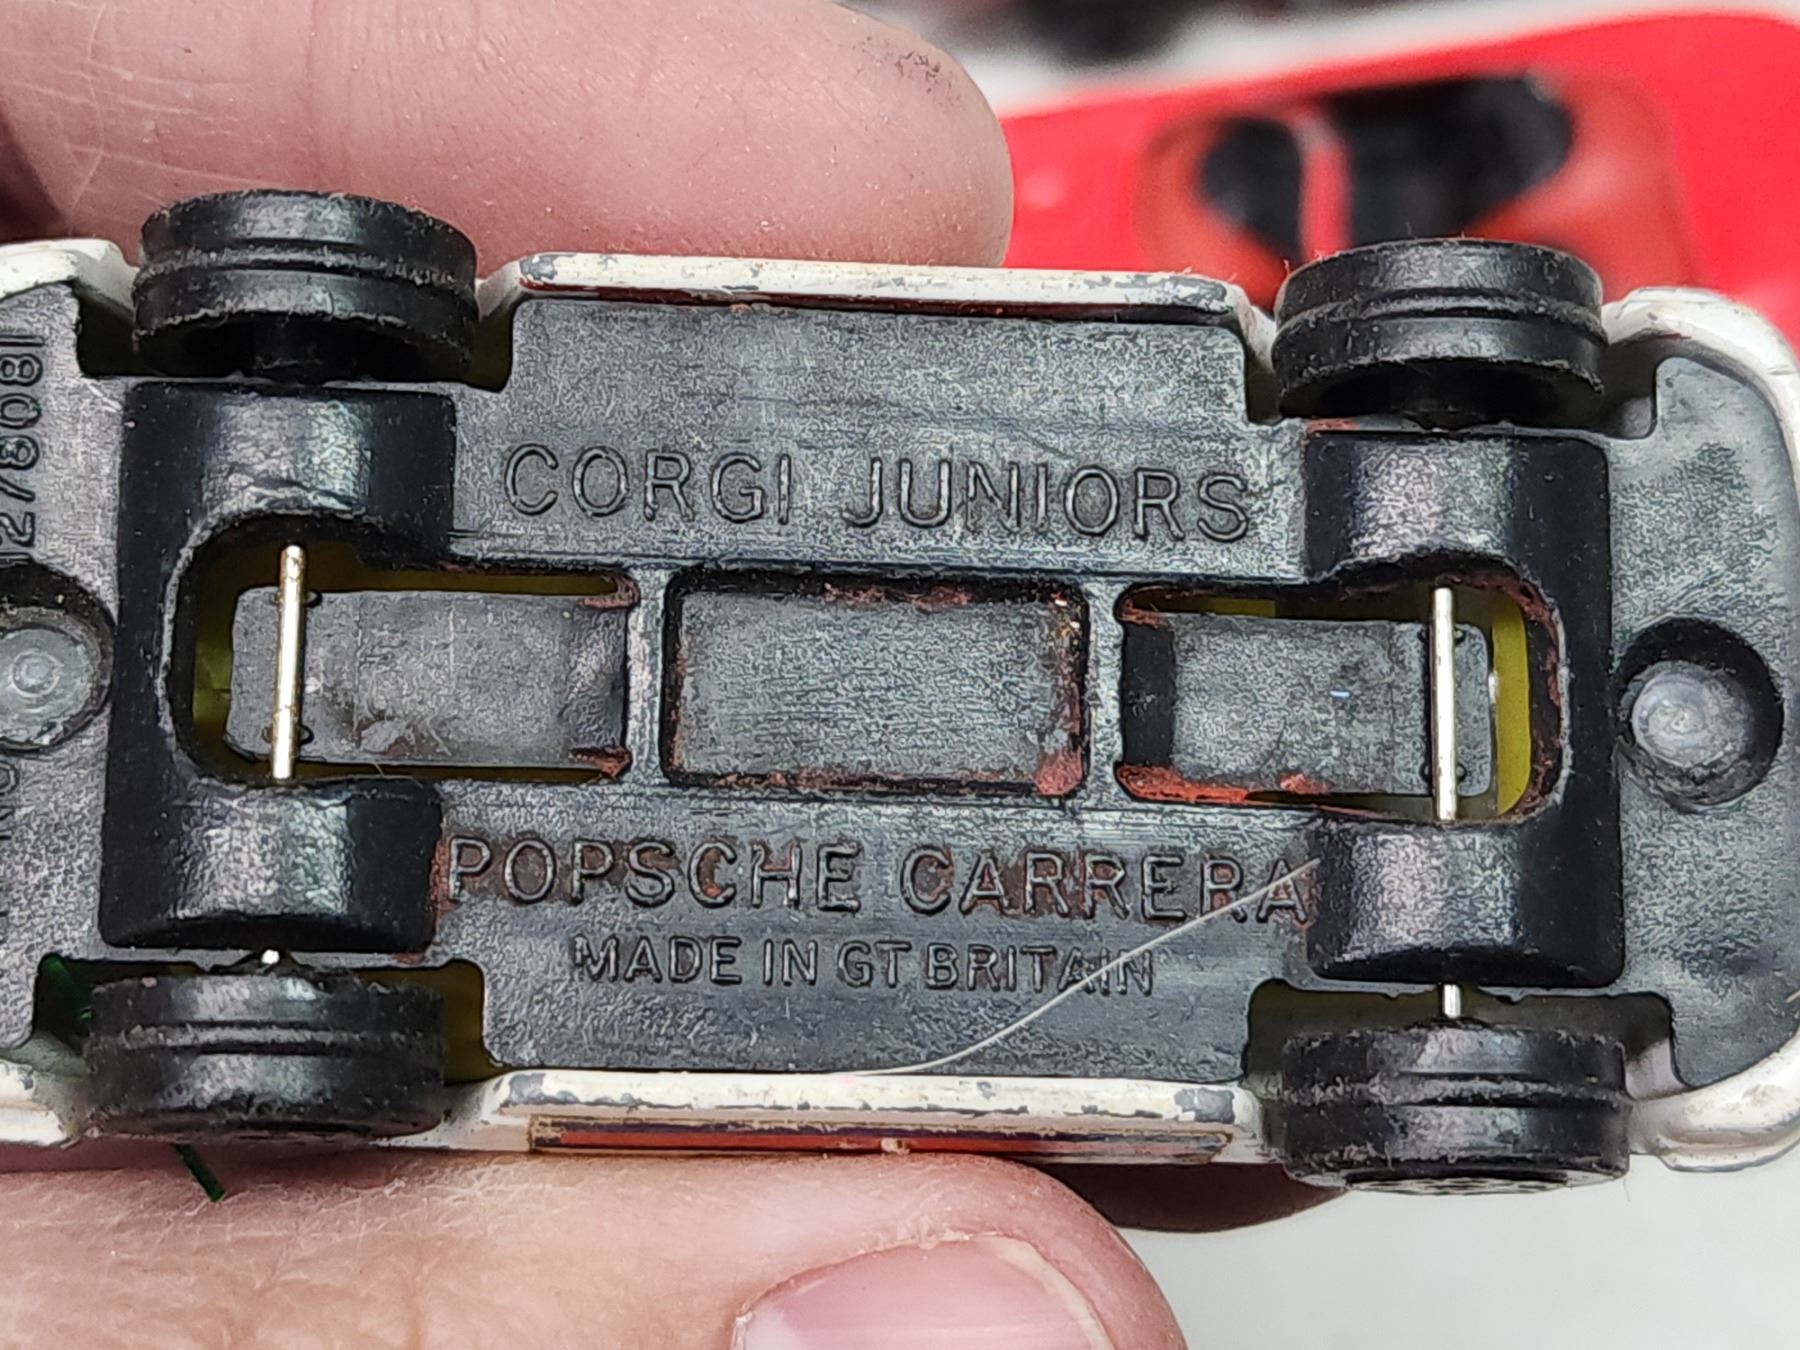 CORGI JUNIORS
POPSCHE CARRERA
MADE IN GT BRITAIN